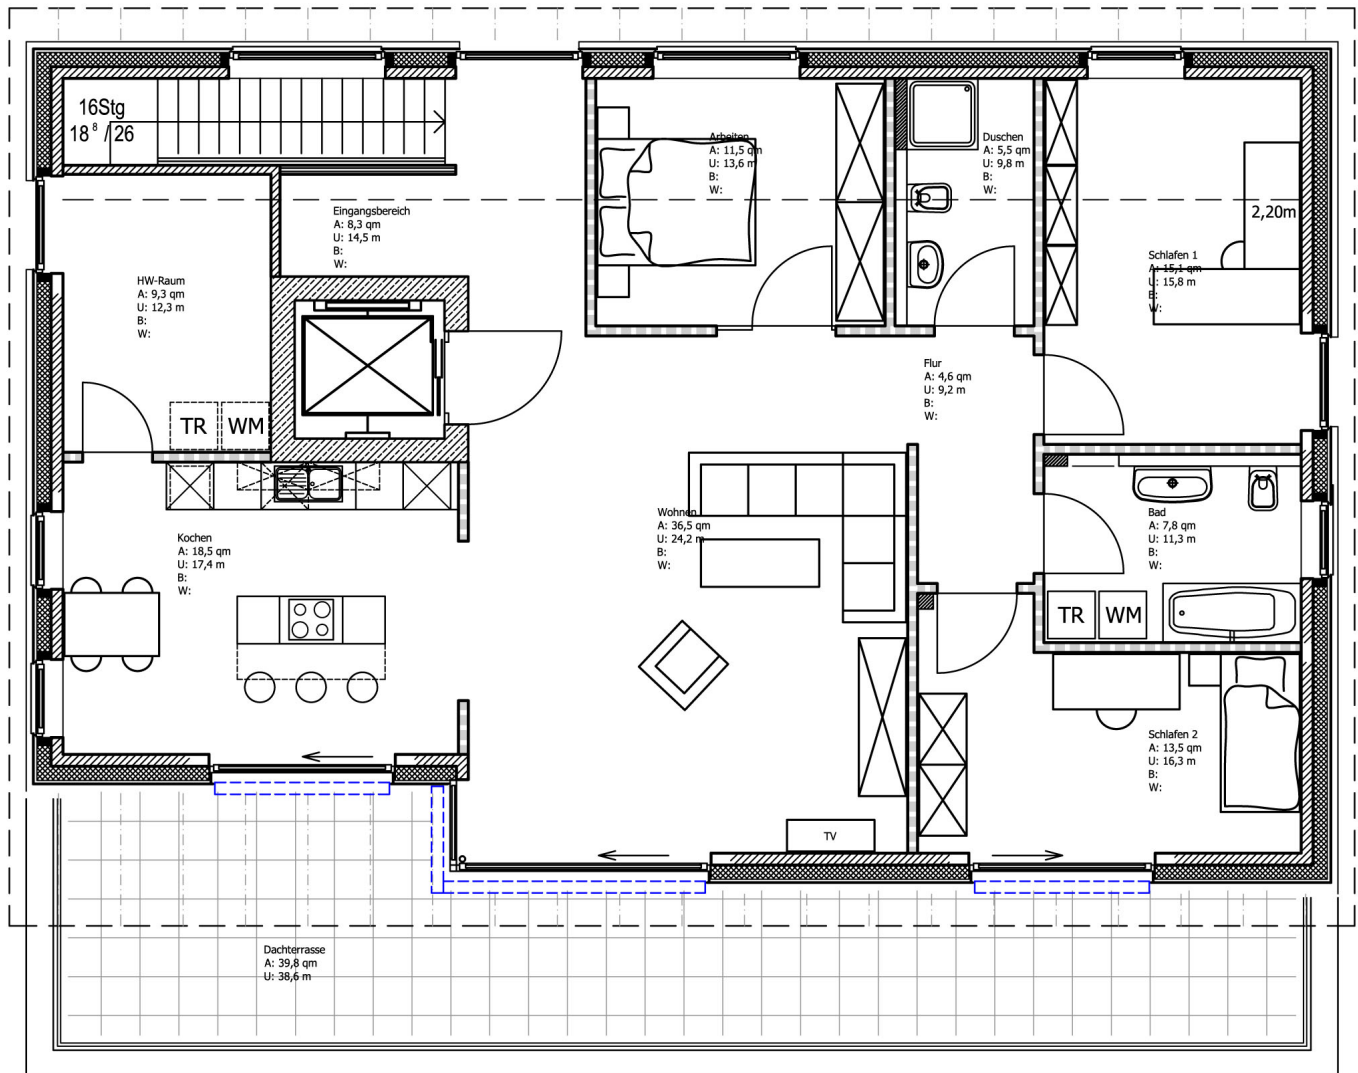 16Stg
18⁸ / 26
Arbeiten
A: 11,5 qm
U: 13,6 m
B:
W:
Duschen
A: 5,5 qm
U: 9,8 m
B:
W:
Eingangsbereich
A: 8,3 qm
U: 14,5 m
B:
W:
2,20m
Schlafen 1
A: 15,1 qm
U: 15,8 m
B:
W:
HW-Raum
A: 9,3 qm
U: 12,3 m
B:
W:
Flur
A: 4,6 qm
U: 9,2 m
B:
W:
TR WM
Kochen
A: 18,5 qm
U: 17,4 m
B:
W:
Wohnen
A: 36,5 qm
U: 24,2 m
B:
W:
Bad
A: 7,8 qm
U: 11,3 m
B:
W:
TR WM
Schlafen 2
A: 13,5 qm
U: 16,3 m
B:
W:
TV
Dachterrasse
A: 39,8 qm
U: 38,6 m